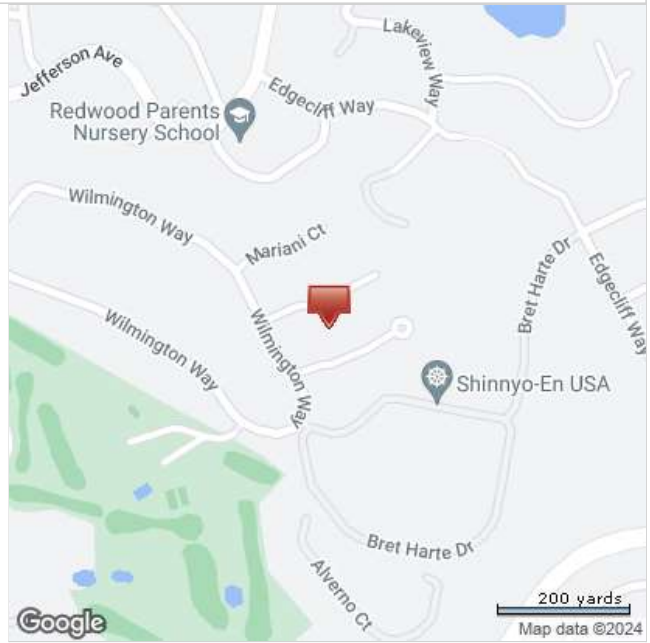 Lakeview Way
Jefferson Ave
Edgecliff Way
Redwood Parents
Nursery School
Wilmington Way
Mariani Ct
Bret Harte Dr
Edgecliff Way
Wilmington Way
Wilmington Way
Shinnyo-En USA
Bret Harte Dr
Alverno Ct
200 yards
Google
Map data ©2024